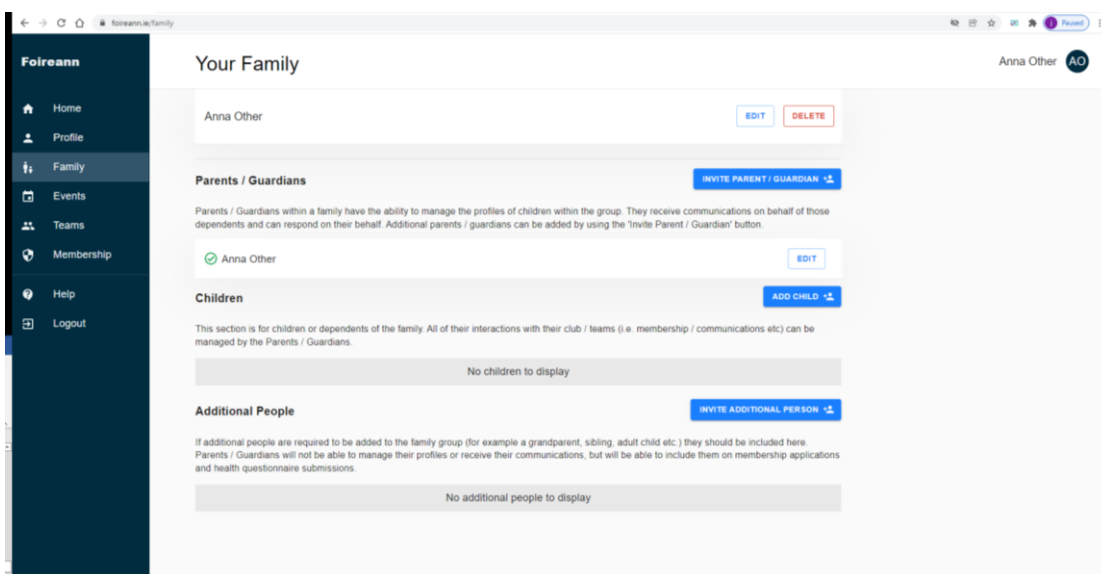 foireann.ie/family
Paused
Foireann
Your Family
Anna Other AO
Home
Profile
Family
Events
Teams
Membership
Help
Logout
Anna Other
EDIT
DELETE
Parents / Guardians
INVITE PARENT / GUARDIAN
Parents / Guardians within a family have the ability to manage the profiles of children within the group. They receive communications on behalf of those
dependents and can respond on their behalf. Additional parents / guardians can be added by using the 'Invite Parent / Guardian' button.
Anna Other
EDIT
Children
ADD CHILD
This section is for children or dependents of the family. All of their interactions with their club / teams (i.e. membership / communications etc) can be
managed by the Parents / Guardians.
No children to display
Additional People
INVITE ADDITIONAL PERSON
If additional people are required to be added to the family group (for example a grandparent, sibling, adult child etc.) they should be included here.
Parents / Guardians will not be able to manage their profiles or receive their communications, but will be able to include them on membership applications
and health questionnaire submissions.
No additional people to display